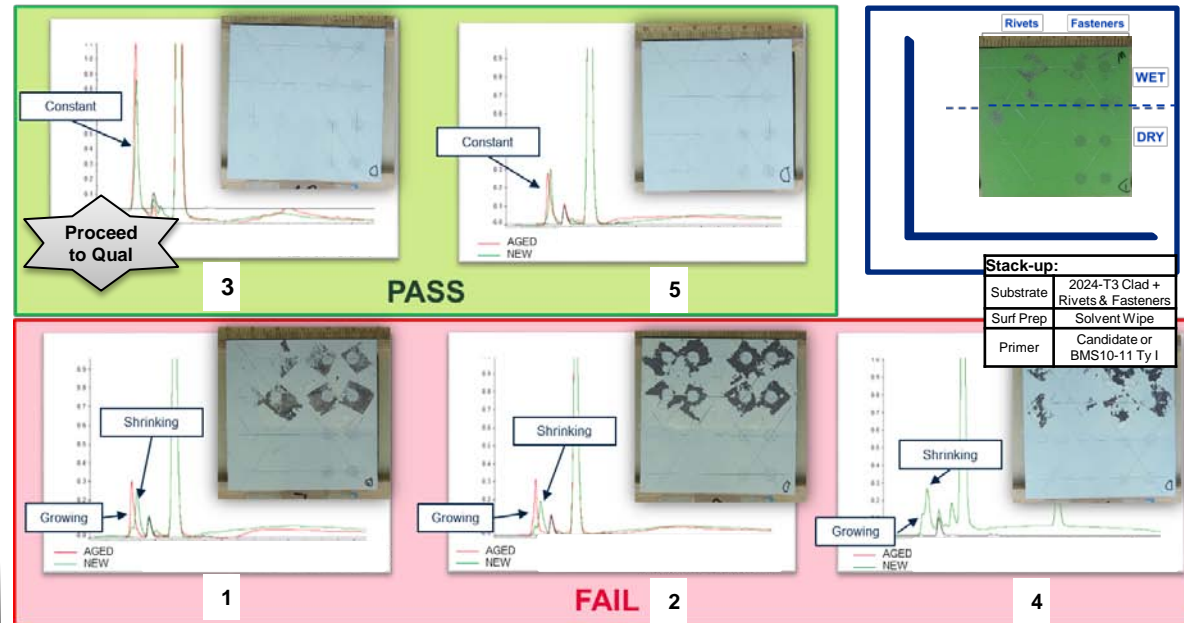 Constant
Proceed
to Qual
3
Constant
AGED
NEW
5
PASS
Rivets
Fasteners
WET
DRY
Stack-up:
Substrate
2024-T3 Clad +
Rivets & Fasteners
Surf Prep
Solvent Wipe
Primer
Candidate or
BMS10-11 Ty I
Shrinking
Growing
AGED
NEW
1
Shrinking
Growing
AGED
NEW
2
Shrinking
Growing
AGED
NEW
4
FAIL